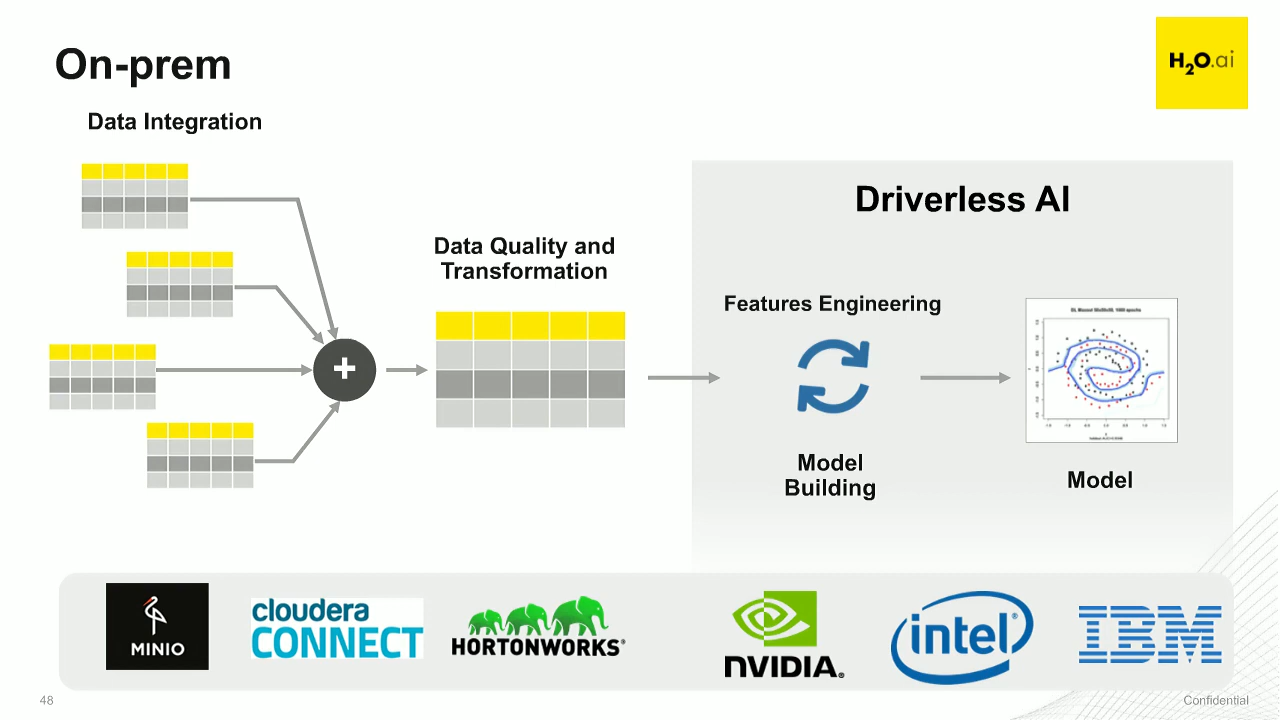 On-prem
H2O.ai
Data Integration
Driverless AI
Data Quality and
Transformation
Features Engineering
+
Model
Building
Model
MINIO
cloudera
CONNECT
HORTONWORKS®
NVIDIA®
intel®
IBM
48
Confidential